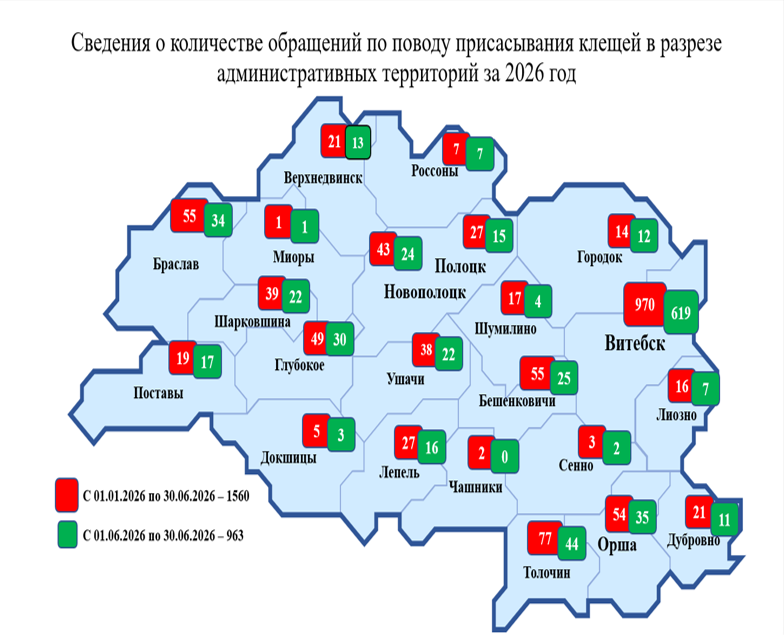 Сведения о количестве обращений по поводу присасывания клещей в разрезе
административных территорий за 2026 год
21 13
Верхнедвинск
7 7
Россоны
55 34
Браслав
1 1
Миоры
43 24
Новополоцк
27 15
Полоцк
14 12
Городок
39 22
Шарковшина
17 4
Шумилино
970 619
Витебск
49 30
Глубокое
19 17
Поставы
38 22
Ушачи
55 25
Бешенковичи
16 7
Лиозно
5 3
Докшицы
27 16
Лепель
2 0
Чашники
3 2
Сенно
С 01.01.2026 по 30.06.2026 – 1560
С 01.06.2026 по 30.06.2026 – 963
77 44
Толочин
54 35
Орша
21 11
Дубровно